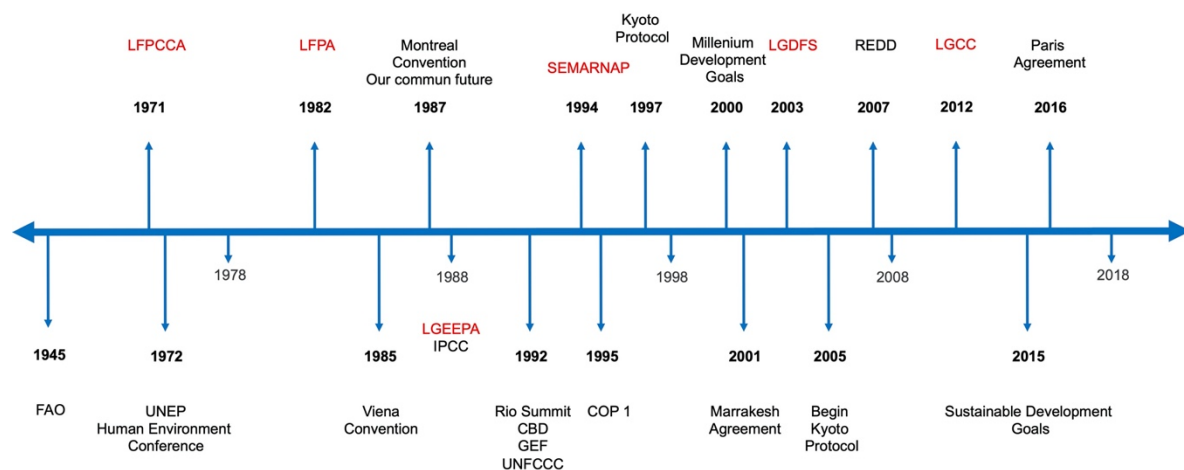 LFPCCA
1971
LFPA
1982
Montreal
Convention
Our commun future
1987
SEMARNAP
1994
Kyoto
Protocol
1997
Millenium
Development
Goals
2000
LGDFS
2003
REDD
2007
LGCC
2012
Paris
Agreement
2016
1978
1988
1998
2008
2018
1945
FAO
1972
UNEP
Human Environment
Conference
1985
Viena
Convention
LGEEPA
IPCC
1992
Rio Summit
CBD
GEF
UNFCCC
1995
COP 1
2001
Marrakesh
Agreement
2005
Begin
Kyoto
Protocol
2015
Sustainable Development
Goals